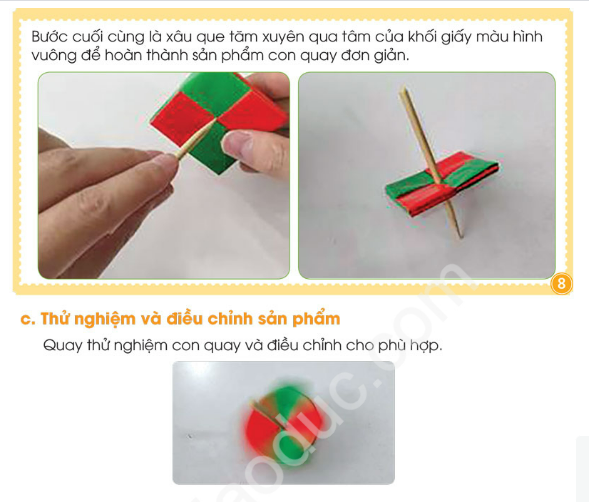 Bước cuối cùng là xâu que tăm xuyên qua tâm của khối giấy màu hình
vuông để hoàn thành sản phẩm con quay đơn giản.
8
c. Thử nghiệm và điều chỉnh sản phẩm
Quay thử nghiệm con quay và điều chỉnh cho phù hợp.
aoduc.com